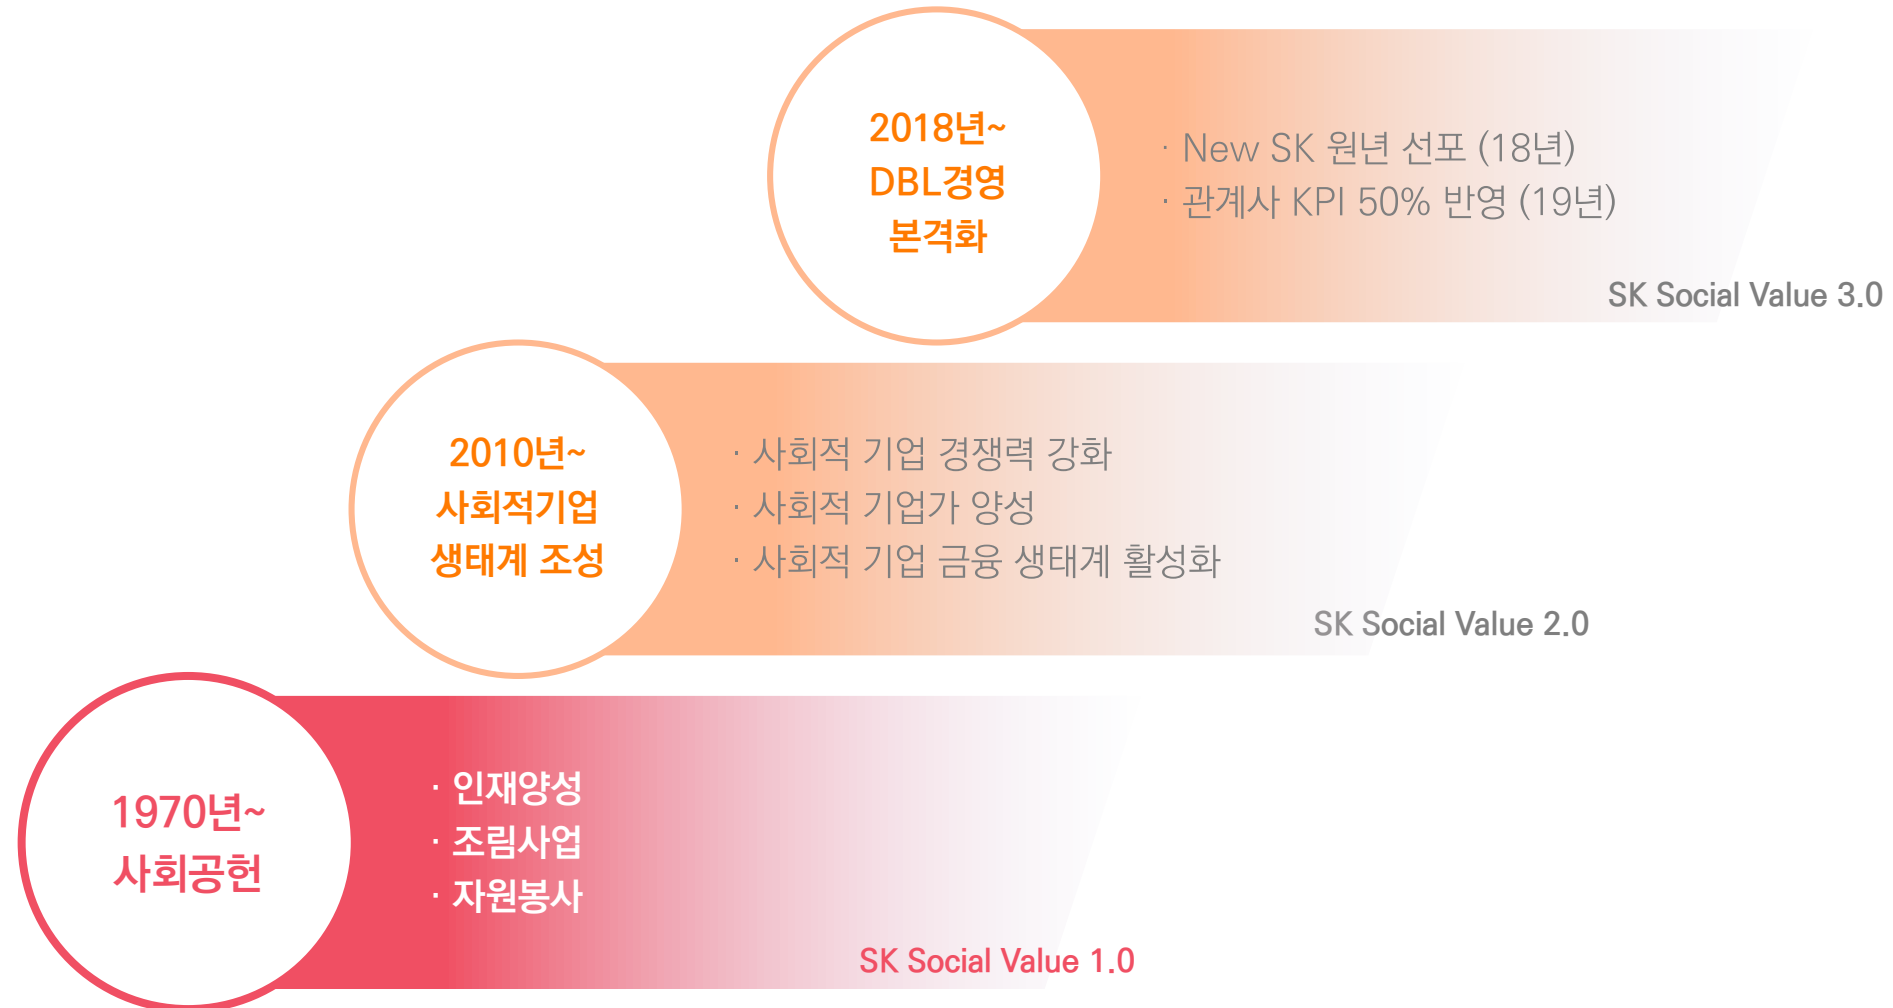 2018년~
DBL경영
본격화
· New SK 원년 선포 (18년)
· 관계사 KPI 50% 반영 (19년)
SK Social Value 3.0
2010년~
사회적기업
생태계 조성
· 사회적 기업 경쟁력 강화
· 사회적 기업가 양성
· 사회적 기업 금융 생태계 활성화
SK Social Value 2.0
1970년~
사회공헌
· 인재양성
· 조림사업
· 자원봉사
SK Social Value 1.0